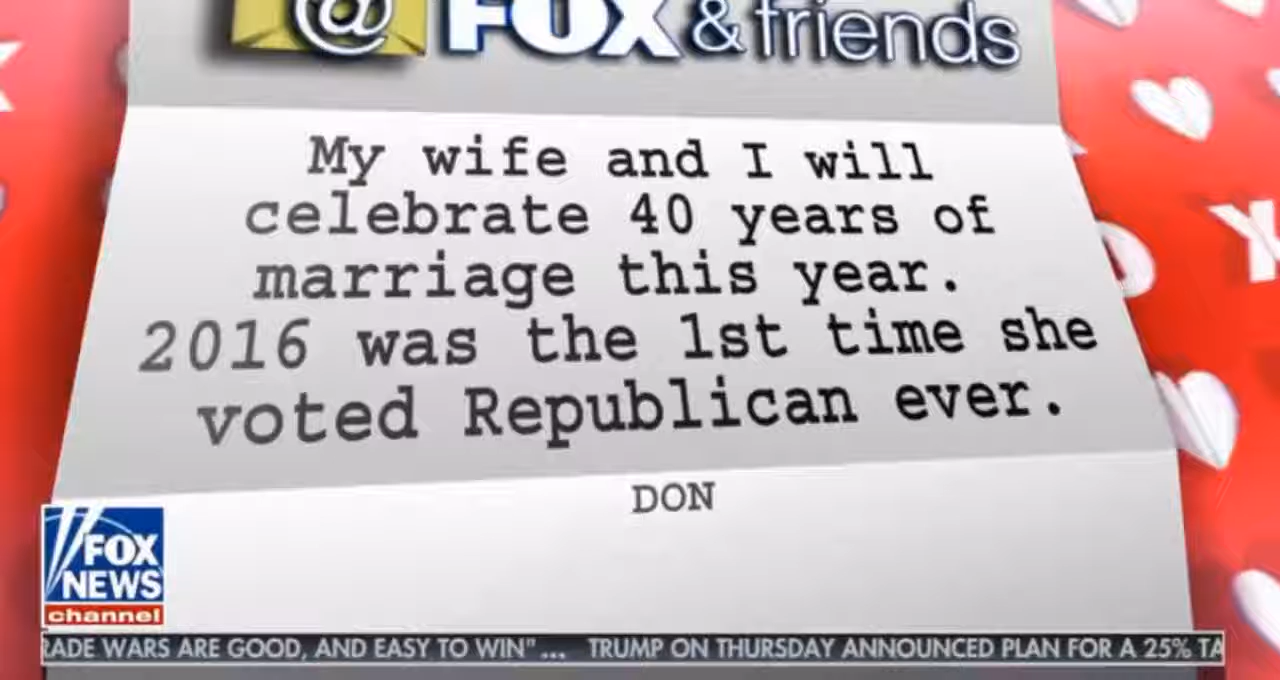 @ FOX & friends
My wife and I will
celebrate 40 years of
marriage this year.
2016 was the 1st time she
voted Republican ever.
DON
FOX
NEWS
channel
RADE WARS ARE GOOD, AND EASY TO WIN" ... TRUMP ON THURSDAY ANNOUNCED PLAN FOR A 25% TA